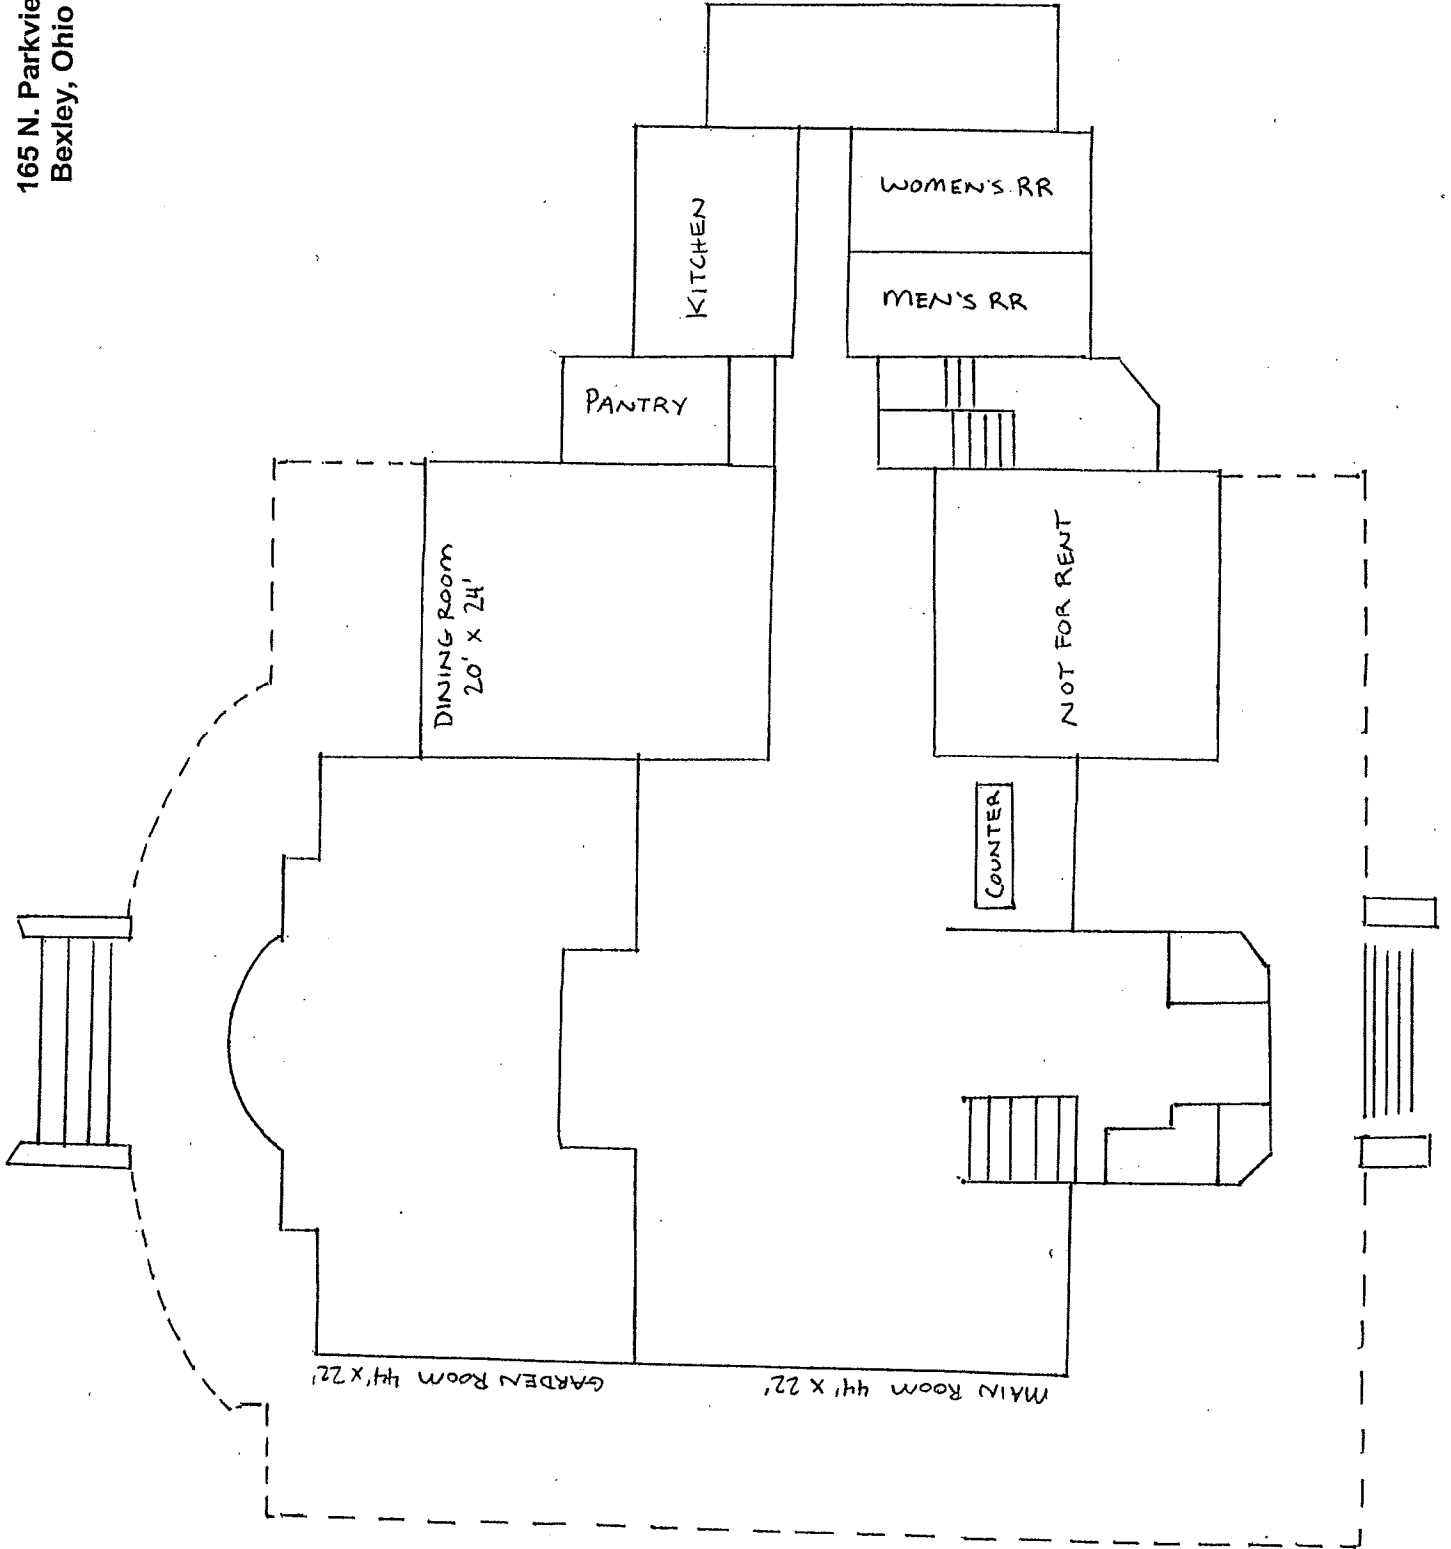 165 N. Parkvie
Bexley, Ohio
WOMEN'S RR
KITCHEN
MEN'S RR
PANTRY
DINING ROOM
20' x 24'
NOT FOR RENT
COUNTER
GARDEN ROOM 44' x 22'
MAIN ROOM 44' x 22'